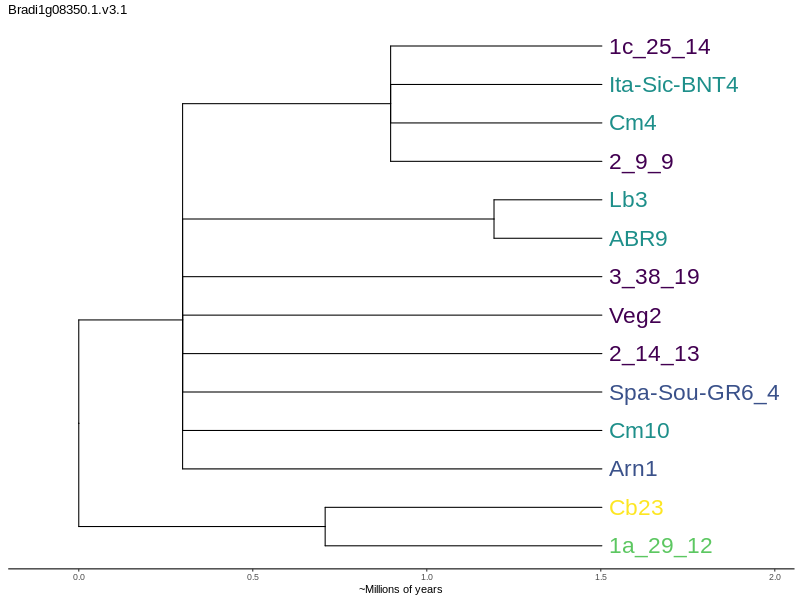 Bradi1g08350.1.v3.1
1c_25_14
Ita-Sic-BNT4
Cm4
2_9_9
Lb3
ABR9
3_38_19
Veg2
2_14_13
Spa-Sou-GR6_4
Cm10
Arn1
Cb23
1a_29_12
0.0 0.5 1.0 1.5 2.0
~Millions of years